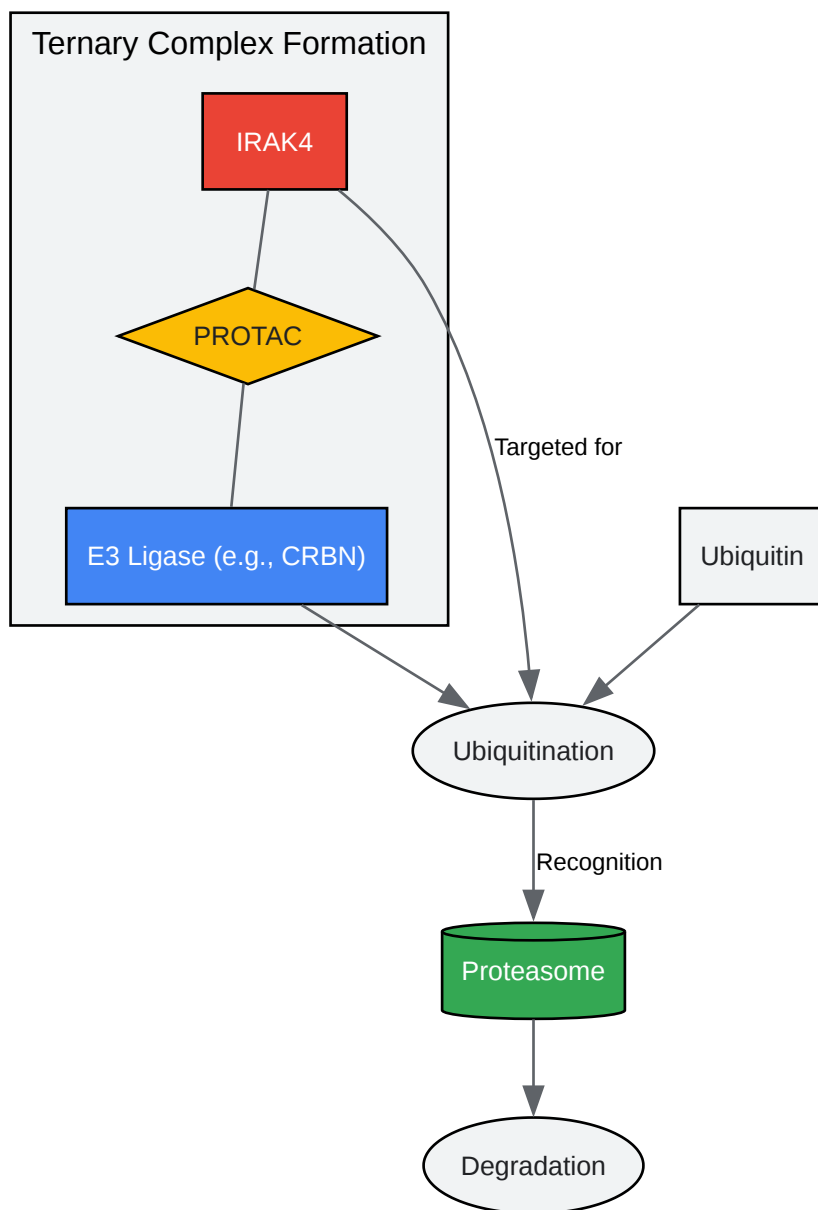 Ternary Complex Formation
IRAK4
PROTAC
Targeted for
E3 Ligase (e.g., CRBN)
Ubiquitin
Ubiquitination
Recognition
Proteasome
Degradation